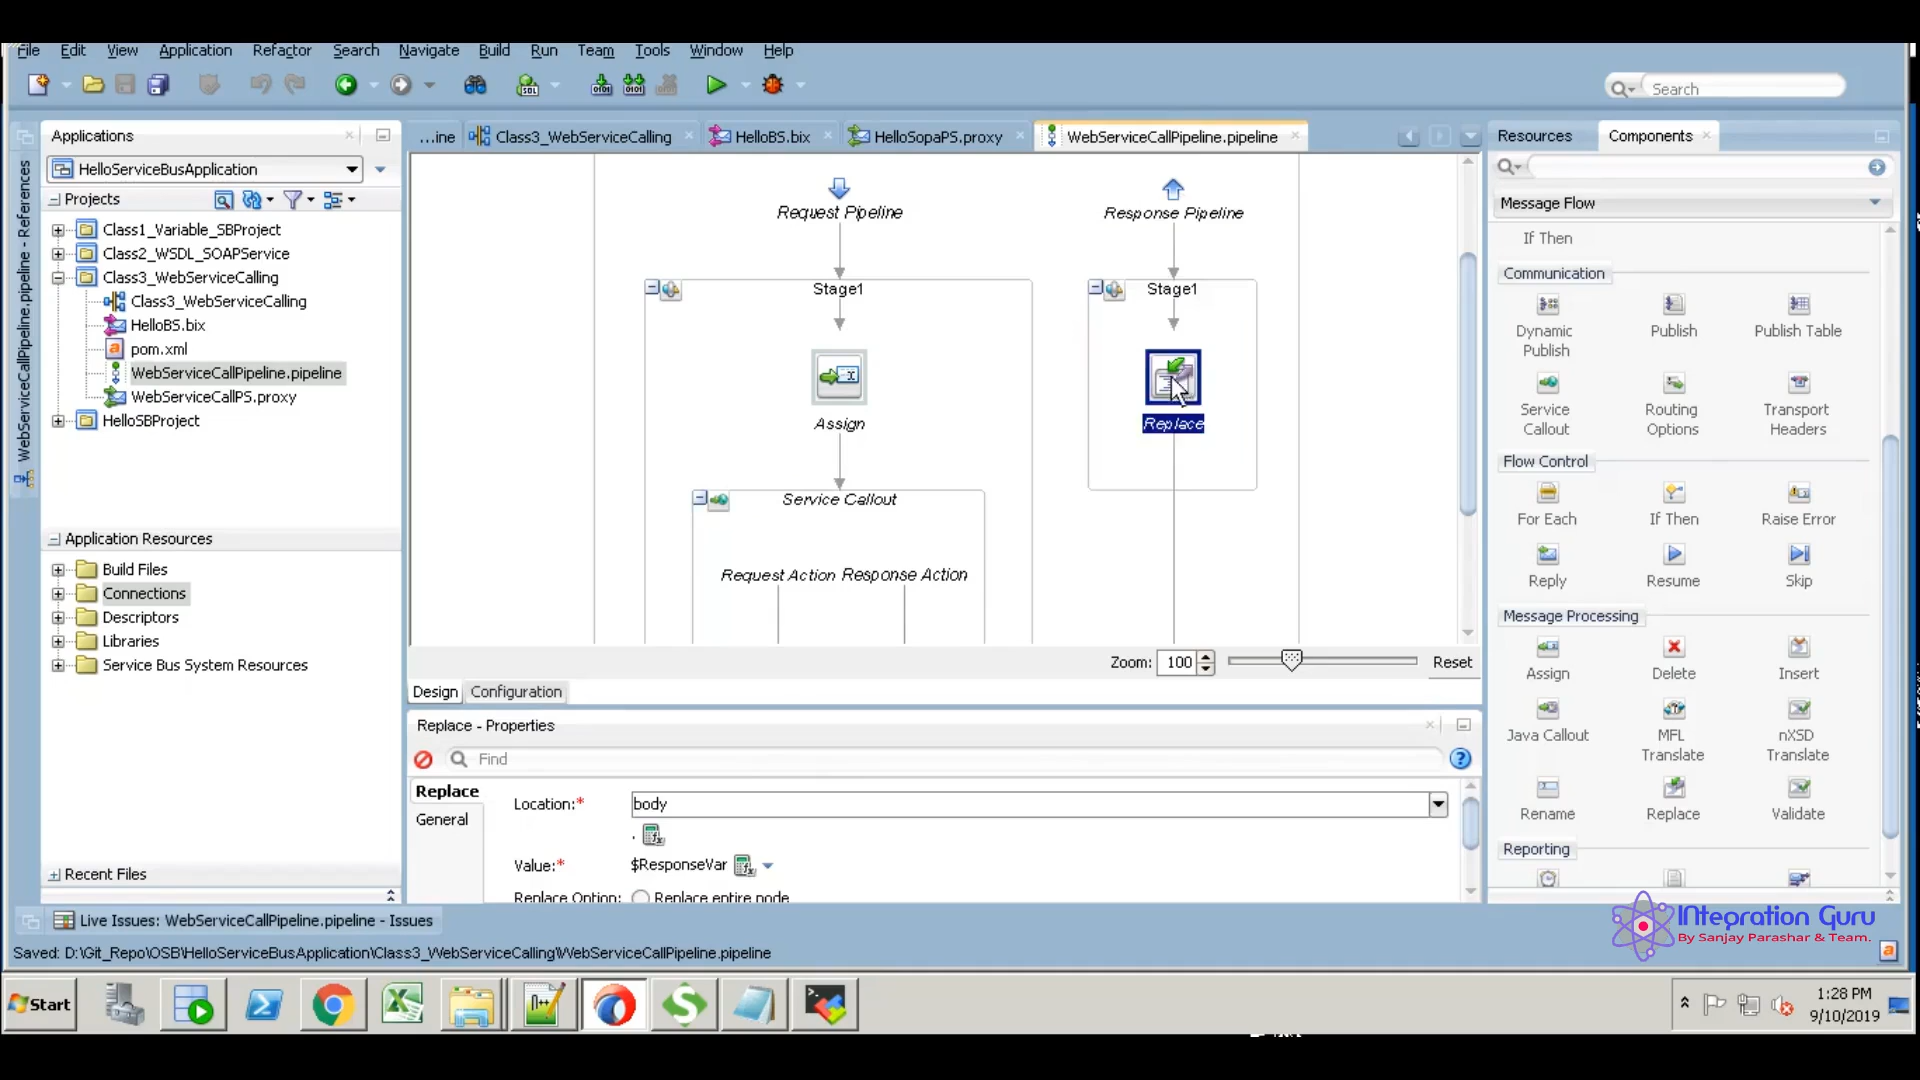 File Edit View Application Refactor Search Navigate Build Run Team Tools Window Help
Search
WebServiceCallPipeline.pipeline - References
Applications
HelloServiceBusApplication
Projects
Class1_Variable_SBProject
Class2_WSDL_SOAPService
Class3_WebServiceCalling
Class3_WebServiceCalling
HelloBS.bix
pom.xml
WebServiceCallPipeline.pipeline
WebServiceCallPS.proxy
HelloSBProject
Application Resources
Build Files
Connections
Descriptors
Libraries
Service Bus System Resources
Recent Files
...ine Class3_WebServiceCalling HelloBS.bix HelloSopaPS.proxy WebServiceCallPipeline.pipeline
Request Pipeline Response Pipeline
Stage1 Stage1
Assign Replace
Service Callout
Request Action Response Action
Zoom: 100 Reset
Design Configuration
Replace - Properties
Find
Replace
General
Location:* body
Value:* $ResponseVar
Replace Option: Replace entire node
Resources Components
Message Flow
If Then
Communication
Dynamic Publish
Publish
Publish Table
Service Callout
Routing Options
Transport Headers
Flow Control
For Each If Then Raise Error
Reply Resume Skip
Message Processing
Assign Delete Insert
Java Callout
MFL Translate
nXSD Translate
Rename Replace Validate
Reporting
INtegration Guru
By Sanjay Parashar & Team.
Live Issues: WebServiceCallPipeline.pipeline - Issues
Saved: D:\Git_Repo\OSB\HelloServiceBusApplication\Class3_WebServiceCalling\WebServiceCallPipeline.pipeline
Start
1:28 PM
9/10/2019